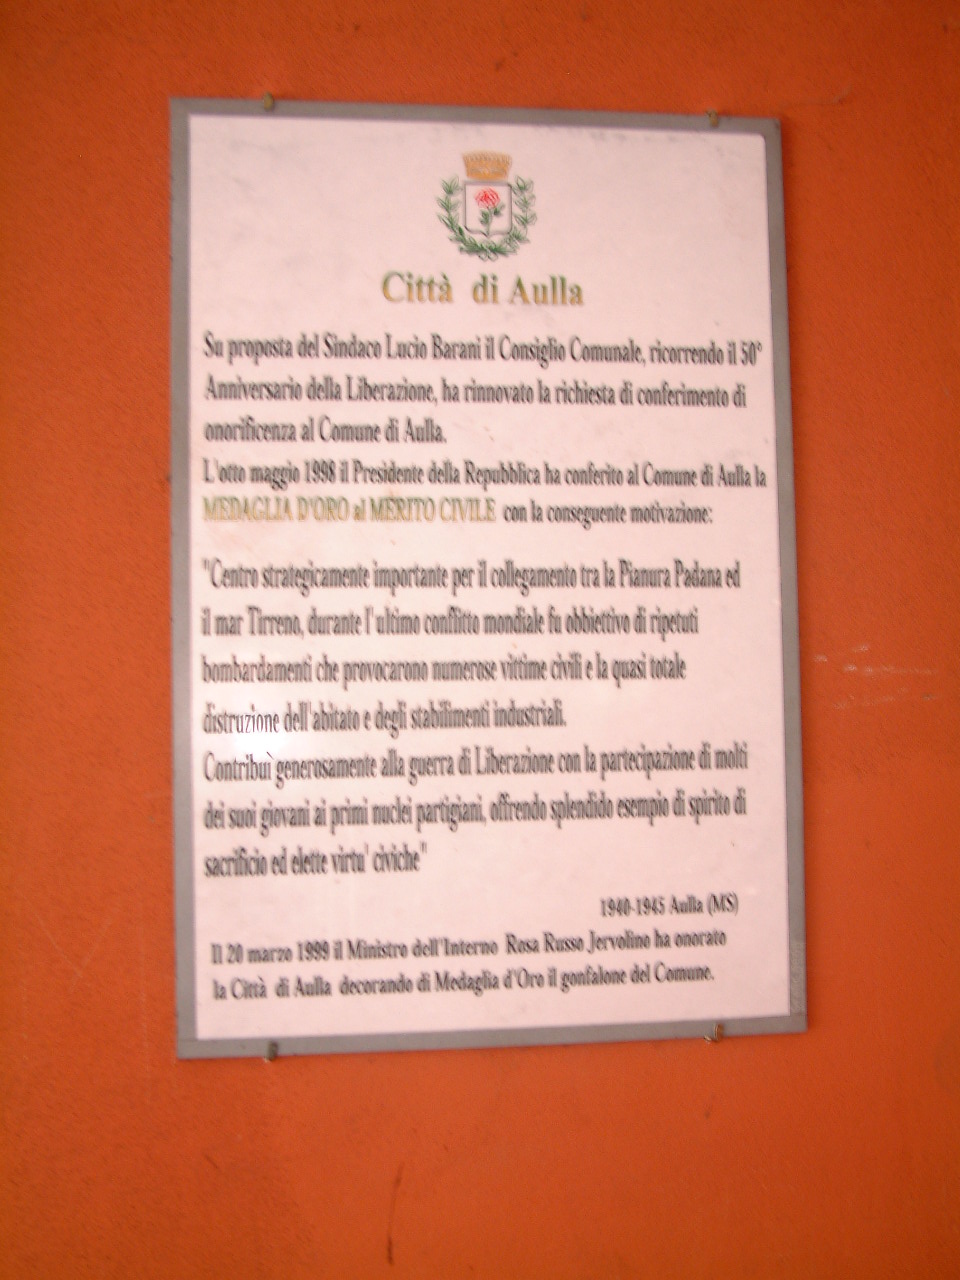 Città di Aulla
Su proposta del Sindaco Lucio Barani il Consiglio Comunale, ricorrendo il 50°
Anniversario della Liberazione, ha rinnovato la richiesta di conferimento di
onorificenza al Comune di Aulla.
L'otto maggio 1998 il Presidente della Repubblica ha conferito al Comune di Aulla la
MEDAGLIA D'ORO al MERITO CIVILE con la conseguente motivazione:
"Centro strategicamente importante per il collegamento tra la Pianura Padana ed
il mar Tirreno, durante l'ultimo conflitto mondiale fu obbiettivo di ripetuti
bombardamenti che provocarono numerose vittime civili e la quasi totale
distruzione dell'abitato e degli stabilimenti industriali.
Contribuì generosamente alla guerra di Liberazione con la partecipazione di molti
dei suoi giovani ai primi nuclei partigiani, offrendo splendido esempio di spirito di
sacrificio ed elette virtu' civiche"
1940-1945 Aulla (MS)
Il 20 marzo 1999 il Ministro dell'Interno Rosa Russo Jervolino ha onorato
la Città di Aulla decorando di Medaglia d'Oro il gonfalone del Comune.